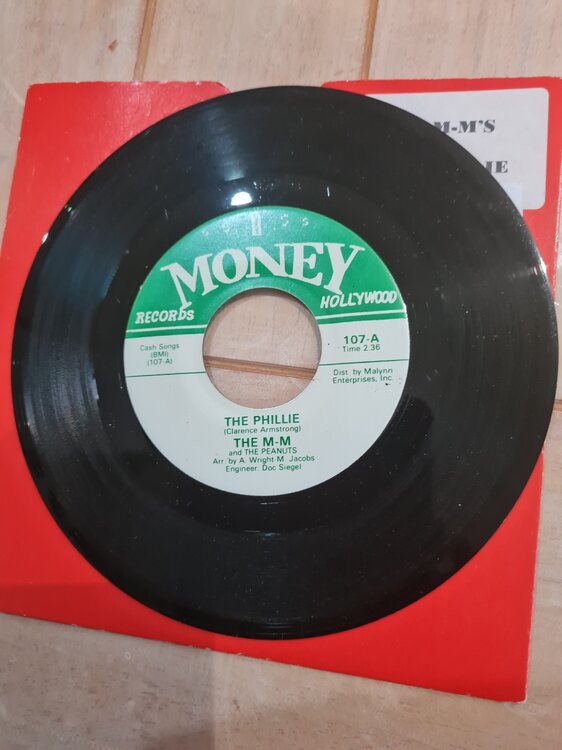 M-M'S
IE
MONEY
RECORDS
HOLLYWOOD
Cash Songs
(BMI)
(107-A)
107-A
Time 2:36
Dist. by Malynn
Enterprises, Inc.
THE PHILLIE
(Clarence Armstrong)
THE M-M
and THE PEANUTS
Arr. by A. Wright-M. Jacobs
Engineer: Doc Siegel